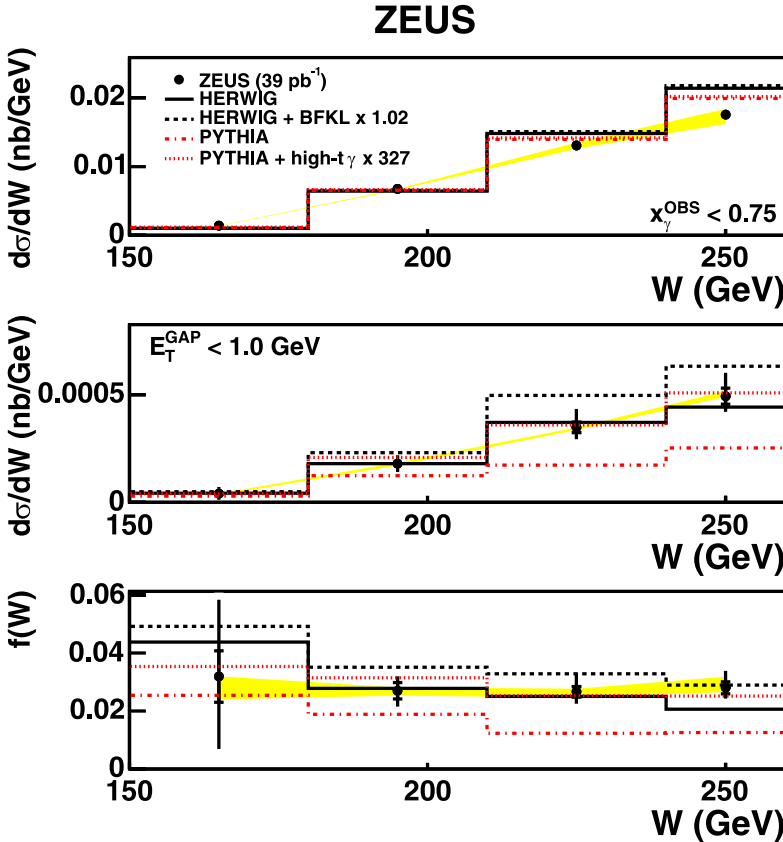 ZEUS
dσ/dW (nb/GeV)
0.02
0.01
0
ZEUS (39 pb⁻¹)
HERWIG
HERWIG + BFKL x 1.02
PYTHIA
PYTHIA + high-t γ x 327
xγ^OBS < 0.75
150 200 250
W (GeV)
dσ/dW (nb/GeV)
E_T^GAP < 1.0 GeV
0.0005
0
150 200 250
W (GeV)
f(W)
0.06
0.04
0.02
0
150 200 250
W (GeV)